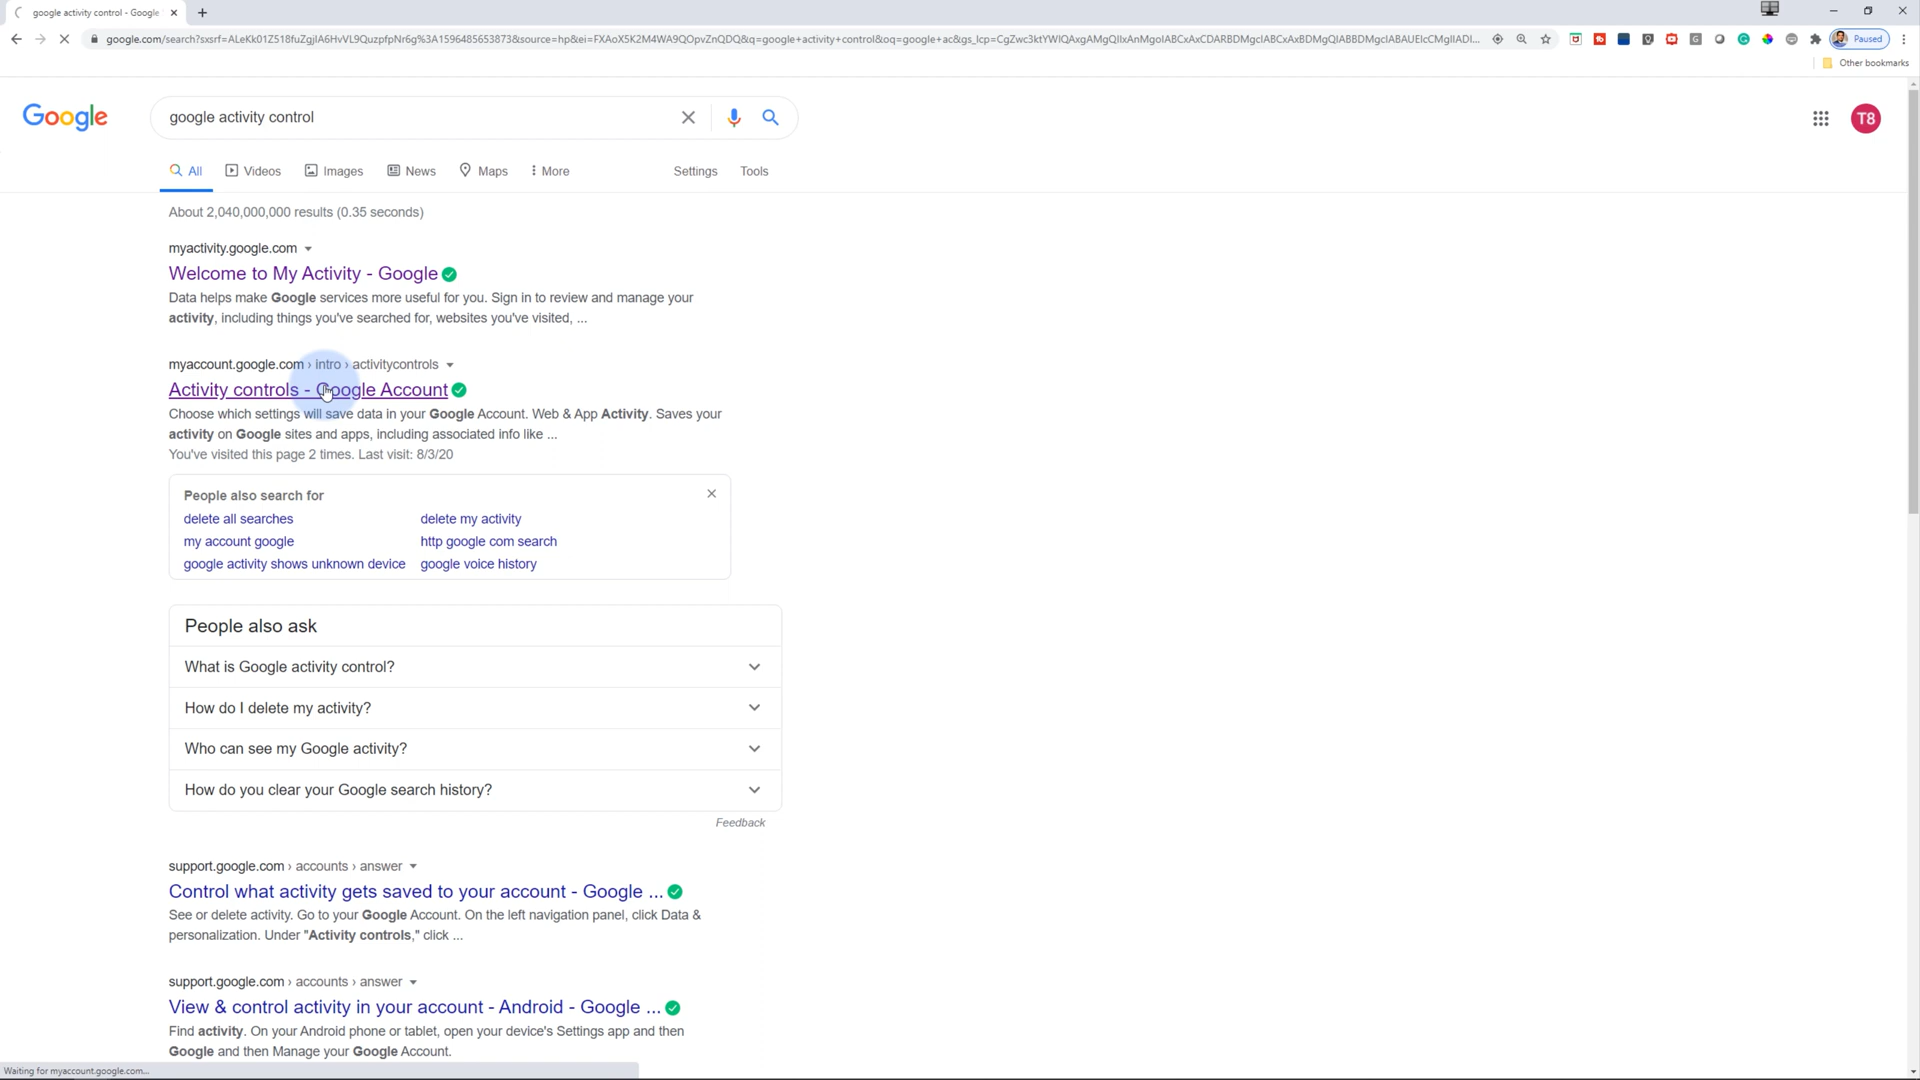 google activity control - Google
google.com/search?sxsrf=ALeKk01Z518fuZgjlA6HvVL9QuzpfpNr6g%3A1596485653873&source=hp&ei=FXAoX5K2M4WA9QOpvZnQDQ&q=google+activity+control&oq=google+ac&gs_lcp=
Paused
Other bookmarks
Google
google activity control
T8
All Videos Images News Maps More Settings Tools
About 2,040,000,000 results (0.35 seconds)
myactivity.google.com
Welcome to My Activity - Google
Data helps make Google services more useful for you. Sign in to review and manage your
activity, including things you've searched for, websites you've visited, ...
myaccount.google.com › intro › activitycontrols
Activity controls - Google Account
Choose which settings will save data in your Google Account. Web & App Activity. Saves your
activity on Google sites and apps, including associated info like ...
You've visited this page 2 times. Last visit: 8/3/20
People also search for
delete all searches delete my activity
my account google http google com search
google activity shows unknown device google voice history
People also ask
What is Google activity control?
How do I delete my activity?
Who can see my Google activity?
How do you clear your Google search history?
Feedback
support.google.com › accounts › answer
Control what activity gets saved to your account - Google ...
See or delete activity. Go to your Google Account. On the left navigation panel, click Data &
personalization. Under "Activity controls," click ...
support.google.com › accounts › answer
View & control activity in your account - Android - Google ...
Find activity. On your Android phone or tablet, open your device's Settings app and then
Google and then Manage your Google Account.
Waiting for myaccount.google.com...